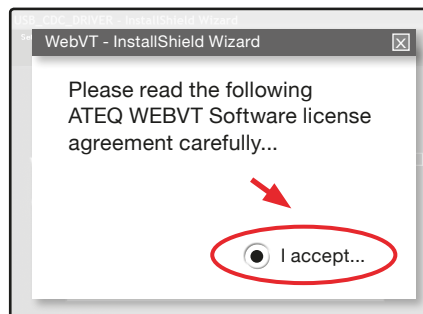 USB_CDC_DRIVER - InstallShield Wizard
WebVT - InstallShield Wizard
Please read the following
ATEQ WEBVT Software license
agreement carefully...
I accept...